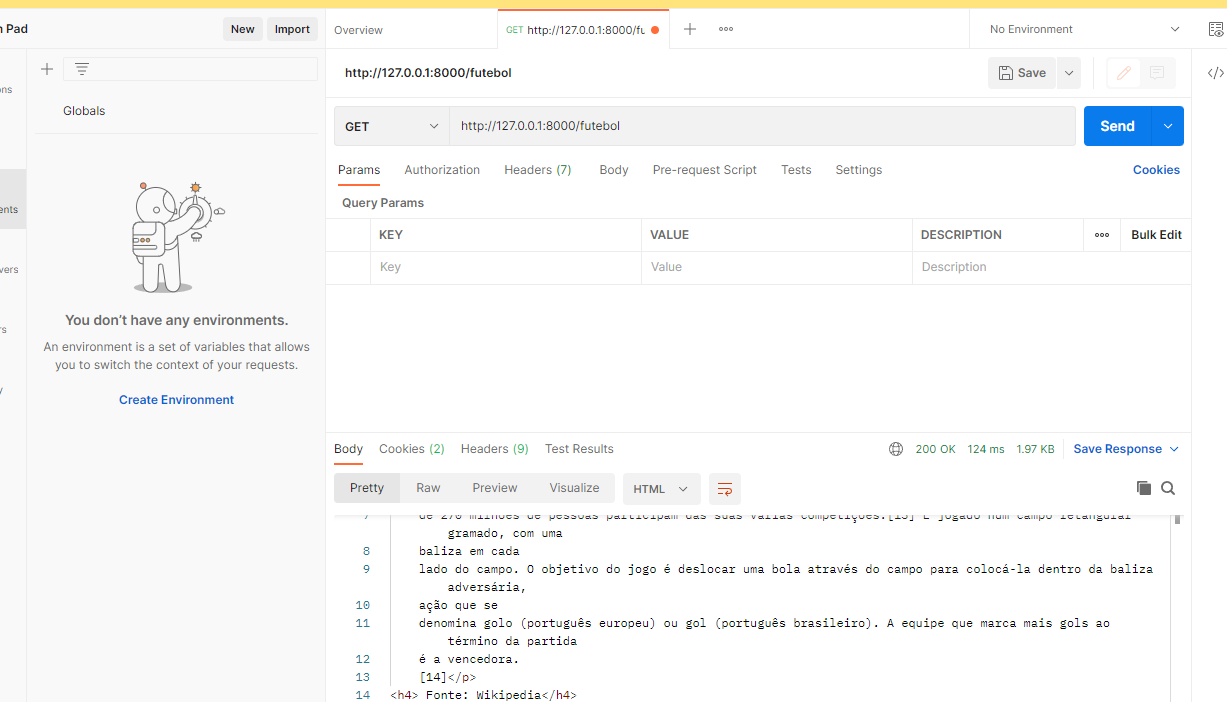 Pad
New
Import
Overview
GET http://127.0.0.1:8000/fu
No Environment
http://127.0.0.1:8000/futebol
Save
Globals
GET
http://127.0.0.1:8000/futebol
Send
Params
Authorization
Headers (7)
Body
Pre-request Script
Tests
Settings
Cookies
Query Params
KEY
VALUE
DESCRIPTION
Bulk Edit
Key
Value
Description
You don’t have any environments.
An environment is a set of variables that allows
you to switch the context of your requests.
Create Environment
Body
Cookies (2)
Headers (9)
Test Results
200 OK
124 ms
1.97 KB
Save Response
Pretty
Raw
Preview
Visualize
HTML
7 de 270 milhões de pessoas participam das suas várias competições.[13] É jogado num campo retangular
gramado, com uma
8 baliza em cada
9 lado do campo. O objetivo do jogo é deslocar uma bola através do campo para colocá-la dentro da baliza
adversária,
10 ação que se
11 denomina golo (português europeu) ou gol (português brasileiro). A equipe que marca mais gols ao
término da partida
12 é a vencedora.
13 [14]</p>
14 <h4> Fonte: Wikipedia</h4>